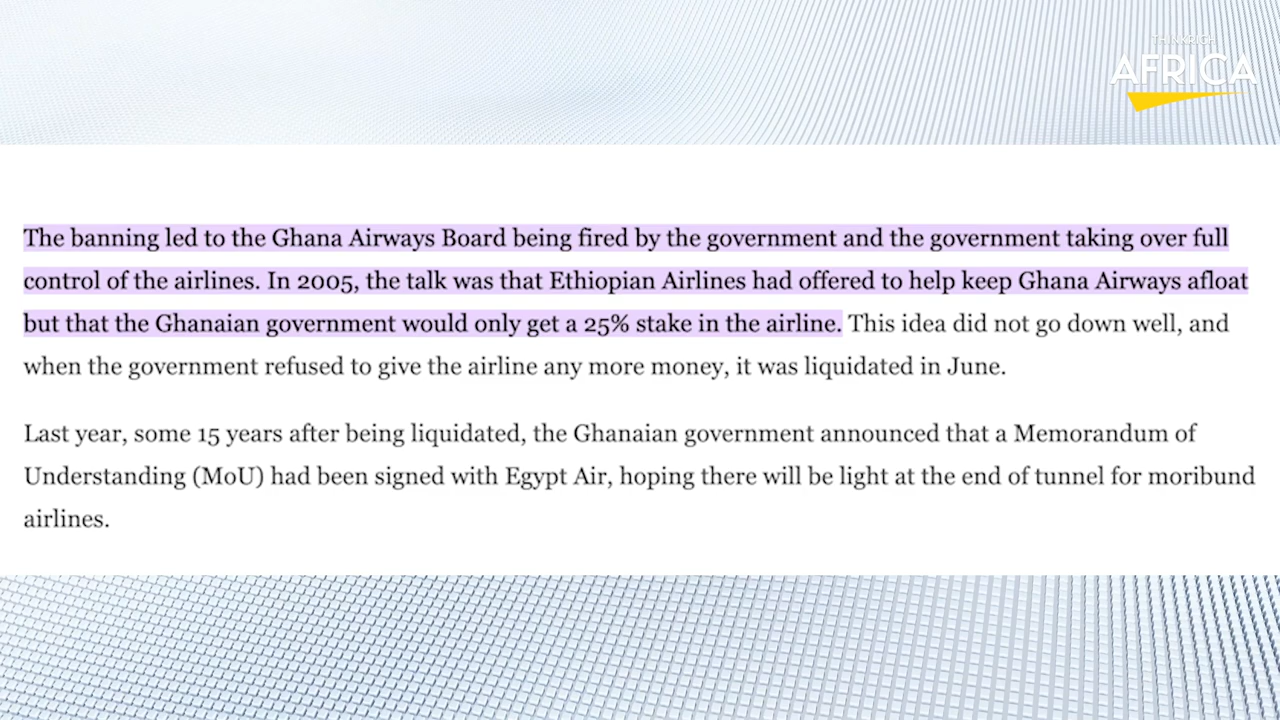 THINKRICH
AFRICA
The banning led to the Ghana Airways Board being fired by the government and the government taking over full
control of the airlines. In 2005, the talk was that Ethiopian Airlines had offered to help keep Ghana Airways afloat
but that the Ghanaian government would only get a 25% stake in the airline. This idea did not go down well, and
when the government refused to give the airline any more money, it was liquidated in June.
Last year, some 15 years after being liquidated, the Ghanaian government announced that a Memorandum of
Understanding (MoU) had been signed with Egypt Air, hoping there will be light at the end of tunnel for moribund
airlines.